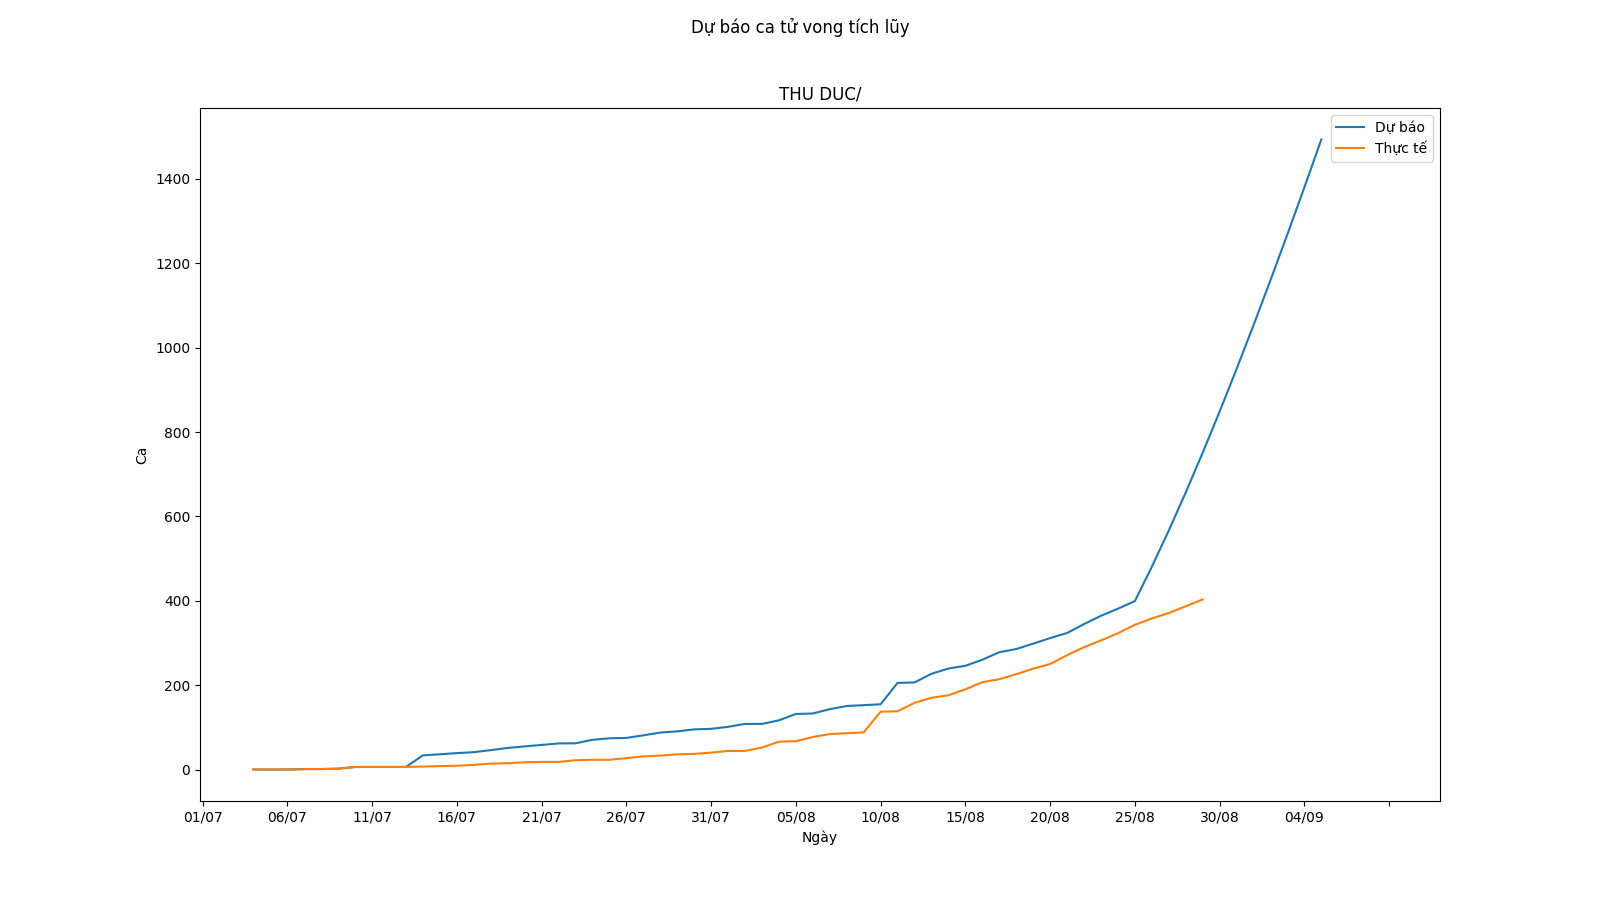 Dự báo ca tử vong tích lũy
THU DUC/
Dự báo
Thực tế
1400
1200
1000
800
600
400
200
0
Ca
01/07 06/07 11/07 16/07 21/07 26/07 31/07 05/08 10/08 15/08 20/08 25/08 30/08 04/09
Ngày